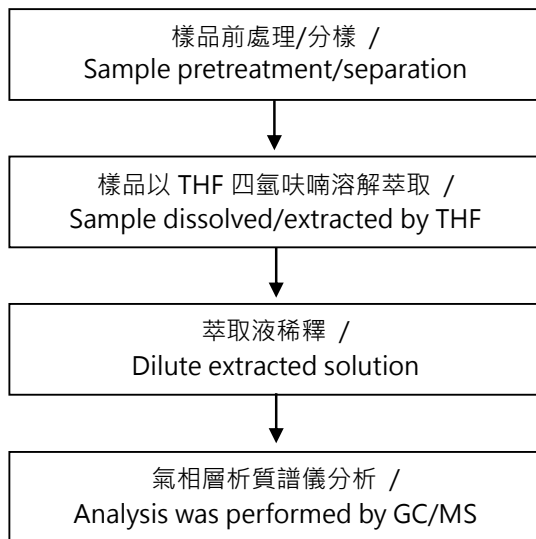 樣品前處理/分樣 /
Sample pretreatment/separation
樣品以 THF 四氫呋喃溶解萃取 /
Sample dissolved/extracted by THF
萃取液稀釋 /
Dilute extracted solution
氣相層析質譜儀分析 /
Analysis was performed by GC/MS